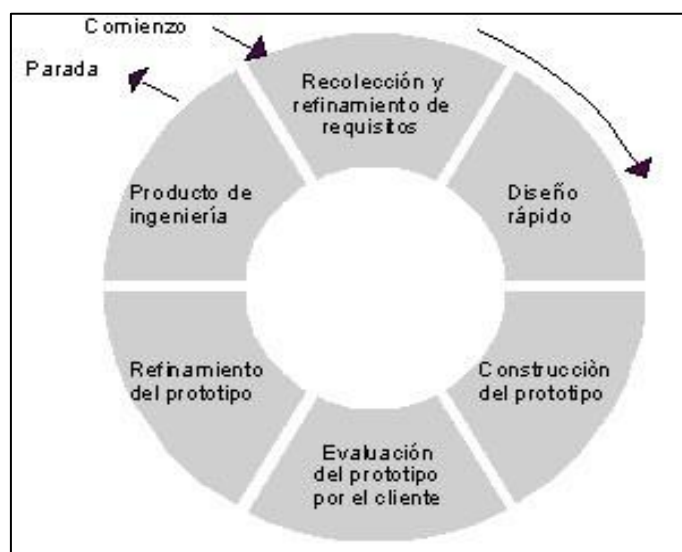 Comienzo
Parada
Recolección y
refinamiento de
requisitos
Diseño
rápido
Construcciòn
del prototipo
Evaluación
del prototipo
por el cliente
Refinamiento
del prototipo
Producto de
ingeniería